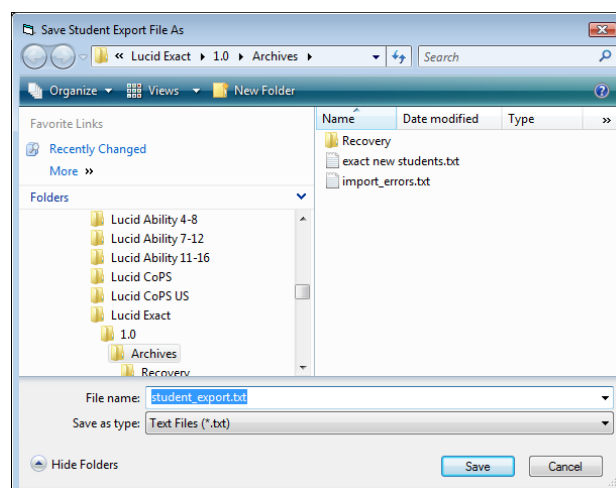 Save Student Export File As
« Lucid Exact ▸ 1.0 ▸ Archives ▸ Search
Organize Views New Folder
Favorite Links
Recently Changed
More »
Folders
Lucid Ability 4-8
Lucid Ability 7-12
Lucid Ability 11-16
Lucid CoPS
Lucid CoPS US
Lucid Exact
1.0
Archives
Recovery
Name Date modified Type »
Recovery
exact new students.txt
import_errors.txt
File name: student_export.txt
Save as type: Text Files (*.txt)
Hide Folders Save Cancel